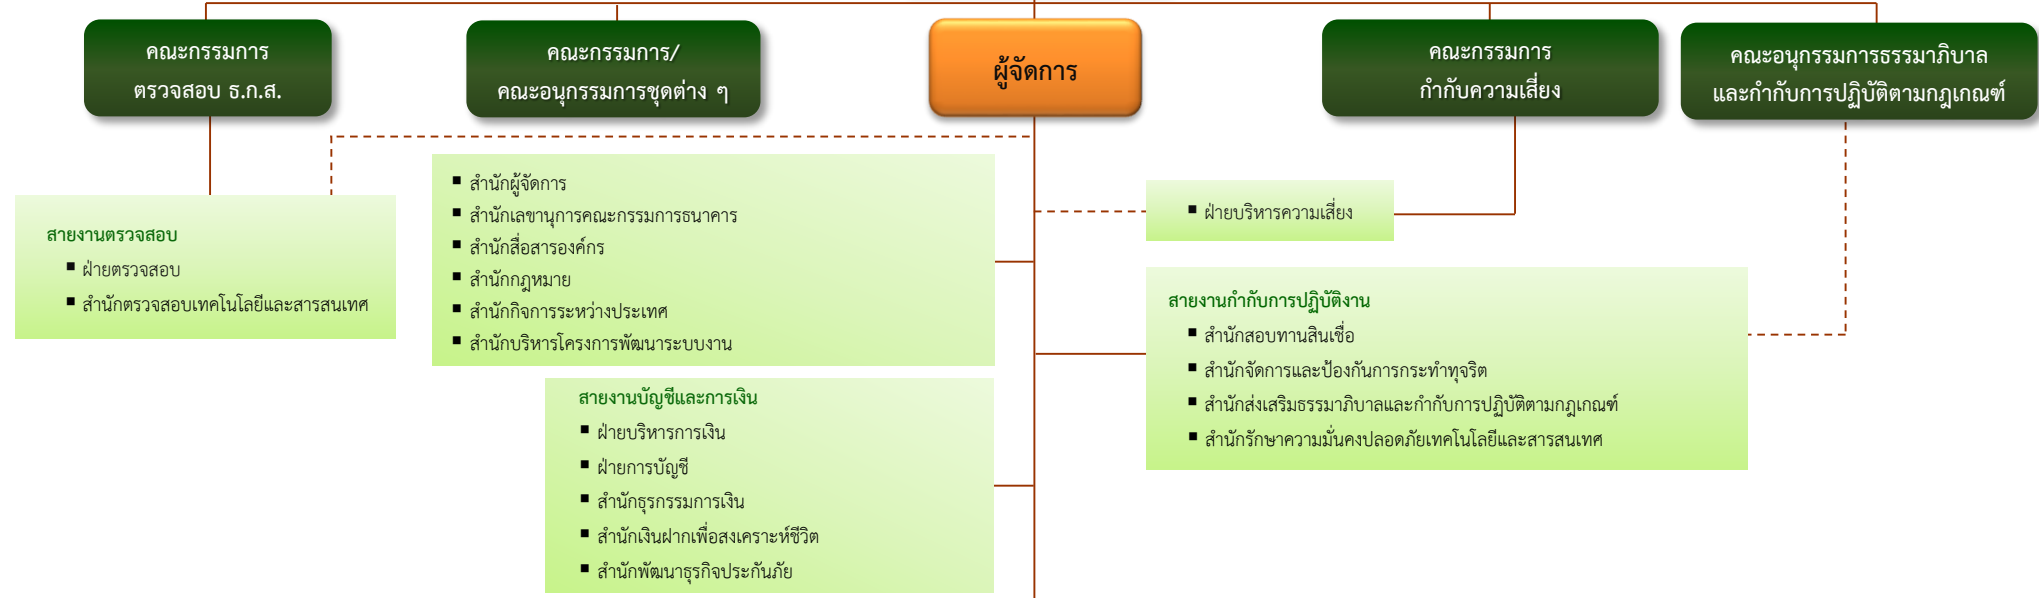 คณะกรรมการ
ตรวจสอบ ธ.ก.ส.
คณะกรรมการ/
คณะอนุกรรมการชุดต่าง ๆ
ผู้จัดการ
คณะกรรมการ
กำกับความเสี่ยง
คณะอนุกรรมการธรรมาภิบาล
และกำกับการปฏิบัติตามกฎเกณฑ์
สายงานตรวจสอบ
▪ ฝ่ายตรวจสอบ
▪ สำนักตรวจสอบเทคโนโลยีและสารสนเทศ
▪ สำนักผู้จัดการ
▪ สำนักเลขานุการคณะกรรมการธนาคาร
▪ สำนักสื่อสารองค์กร
▪ สำนักกฎหมาย
▪ สำนักกิจการระหว่างประเทศ
▪ สำนักบริหารโครงการพัฒนาระบบงาน
สายงานบัญชีและการเงิน
▪ ฝ่ายบริหารการเงิน
▪ ฝ่ายการบัญชี
▪ สำนักธุรกรรมการเงิน
▪ สำนักเงินฝากเพื่อสงเคราะห์ชีวิต
▪ สำนักพัฒนาธุรกิจประกันภัย
▪ ฝ่ายบริหารความเสี่ยง
สายงานกำกับการปฏิบัติงาน
▪ สำนักสอบทานสินเชื่อ
▪ สำนักจัดการและป้องกันการกระทำทุจริต
▪ สำนักส่งเสริมธรรมาภิบาลและกำกับการปฏิบัติตามกฎเกณฑ์
▪ สำนักรักษาความมั่นคงปลอดภัยเทคโนโลยีและสารสนเทศ